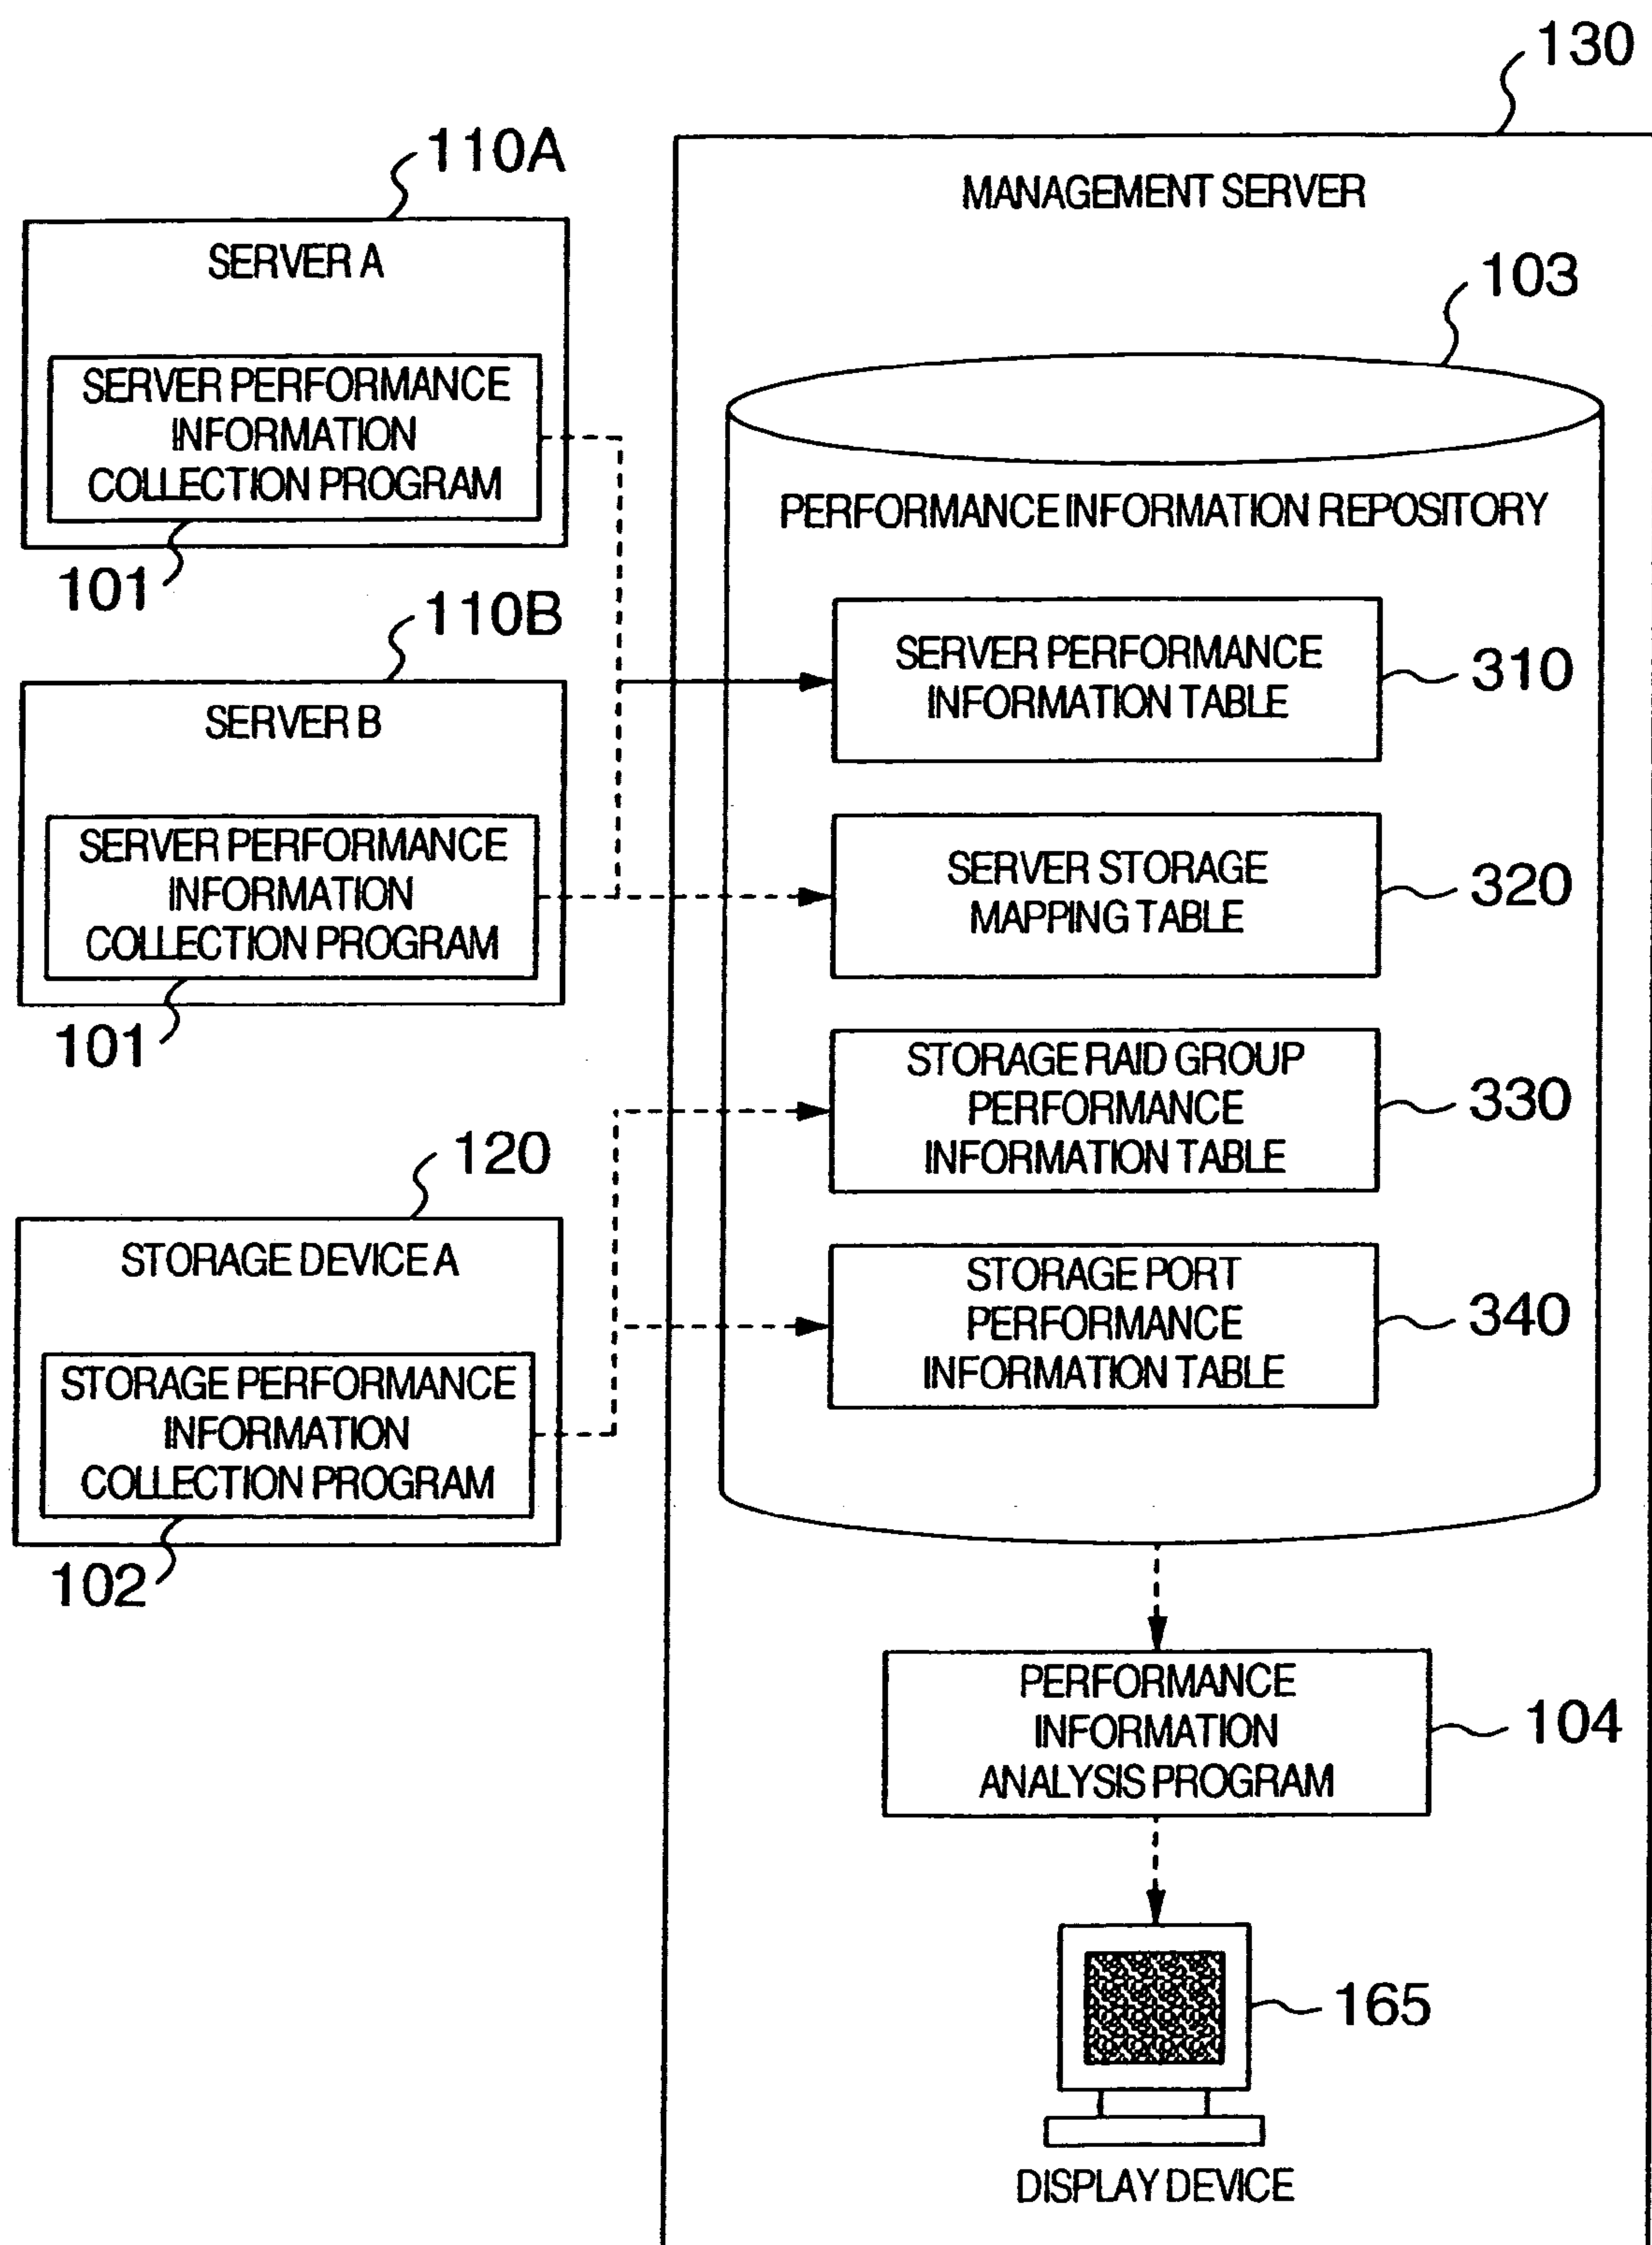 130
110A
MANAGEMENT SERVER
SERVER A
103
SERVER PERFORMANCE
INFORMATION
COLLECTION PROGRAM
101
PERFORMANCE INFORMATION REPOSITORY
110B
SERVER B
SERVER PERFORMANCE
INFORMATION
COLLECTION PROGRAM
101
SERVER PERFORMANCE
INFORMATION TABLE
310
SERVER STORAGE
MAPPING TABLE
320
STORAGE RAID GROUP
PERFORMANCE
INFORMATION TABLE
330
120
STORAGE DEVICE A
STORAGE PERFORMANCE
INFORMATION
COLLECTION PROGRAM
102
STORAGE PORT
PERFORMANCE
INFORMATION TABLE
340
PERFORMANCE
INFORMATION
ANALYSIS PROGRAM
104
165
DISPLAY DEVICE